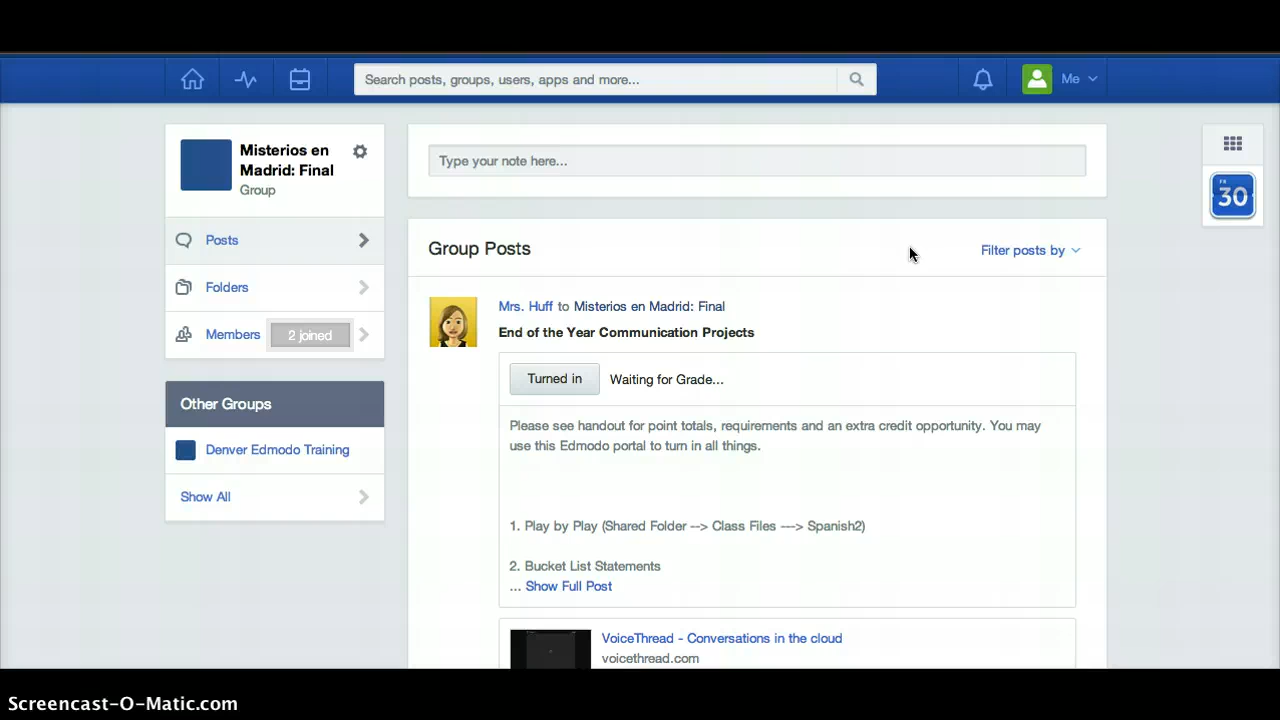 Search posts, groups, users, apps and more...
Me
Misterios en
Madrid: Final
Group
Posts
Folders
Members
2 joined
Other Groups
Denver Edmodo Training
Show All
Type your note here...
FR
30
Group Posts
Filter posts by
Mrs. Huff to Misterios en Madrid: Final
End of the Year Communication Projects
Turned in
Waiting for Grade...
Please see handout for point totals, requirements and an extra credit opportunity. You may
use this Edmodo portal to turn in all things.
1. Play by Play (Shared Folder --> Class Files ---> Spanish2)
2. Bucket List Statements
... Show Full Post
VoiceThread - Conversations in the cloud
voicethread.com
Screencast-O-Matic.com